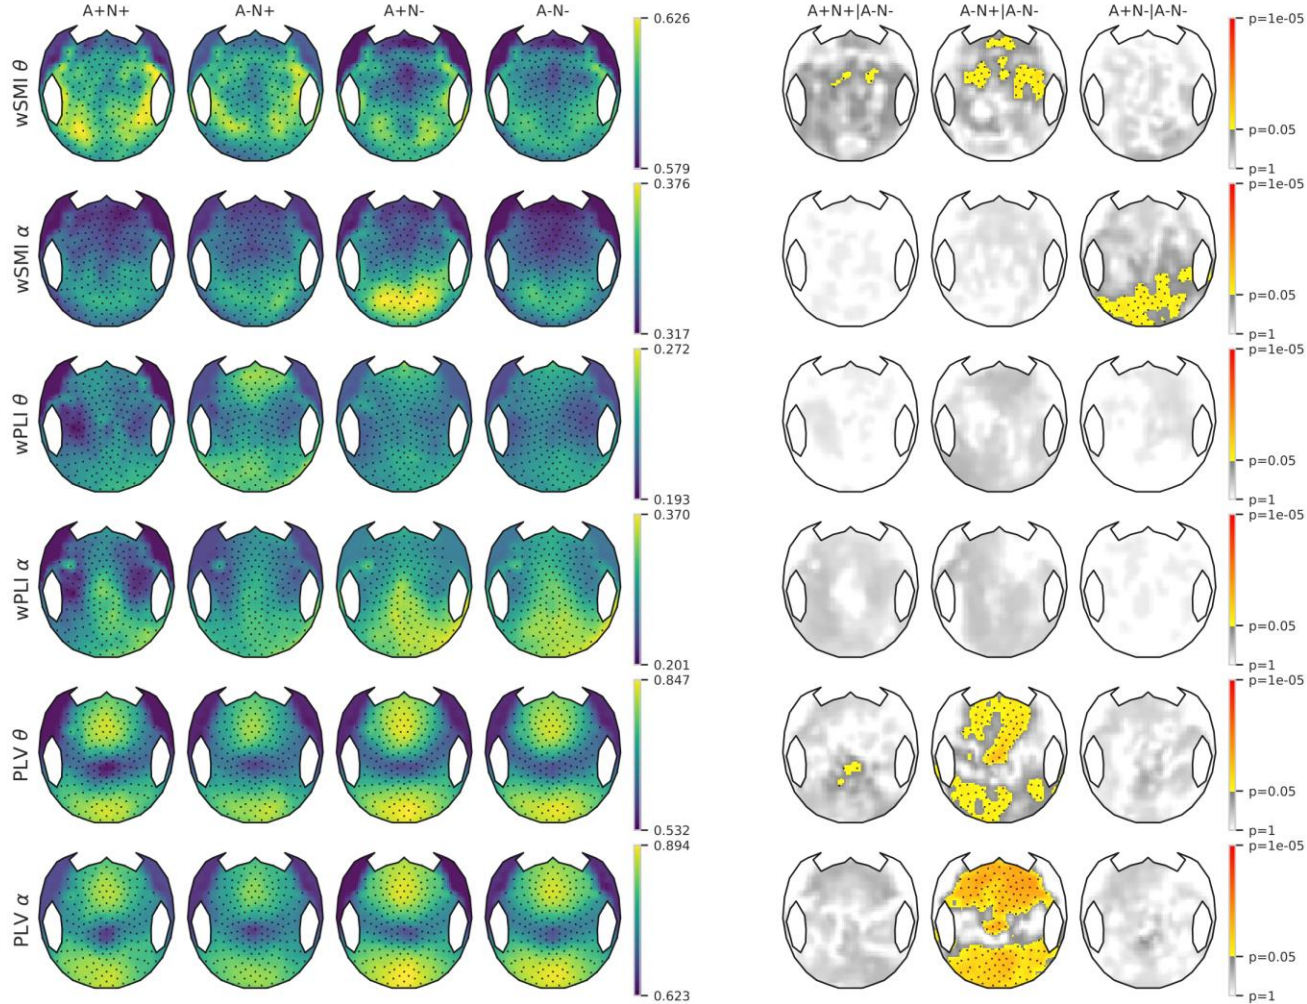 A+N+ A-N+ A+N- A-N- A+N+|A-N- A-N+|A-N- A+N-|A-N-
wSMI θ
0.626
0.579
p=1e-05
p=0.05
p=1
wSMI α
0.376
0.317
p=1e-05
p=0.05
p=1
wPLI θ
0.272
0.193
p=1e-05
p=0.05
p=1
wPLI α
0.370
0.201
p=1e-05
p=0.05
p=1
PLV θ
0.847
0.532
p=1e-05
p=0.05
p=1
PLV α
0.894
0.623
p=1e-05
p=0.05
p=1